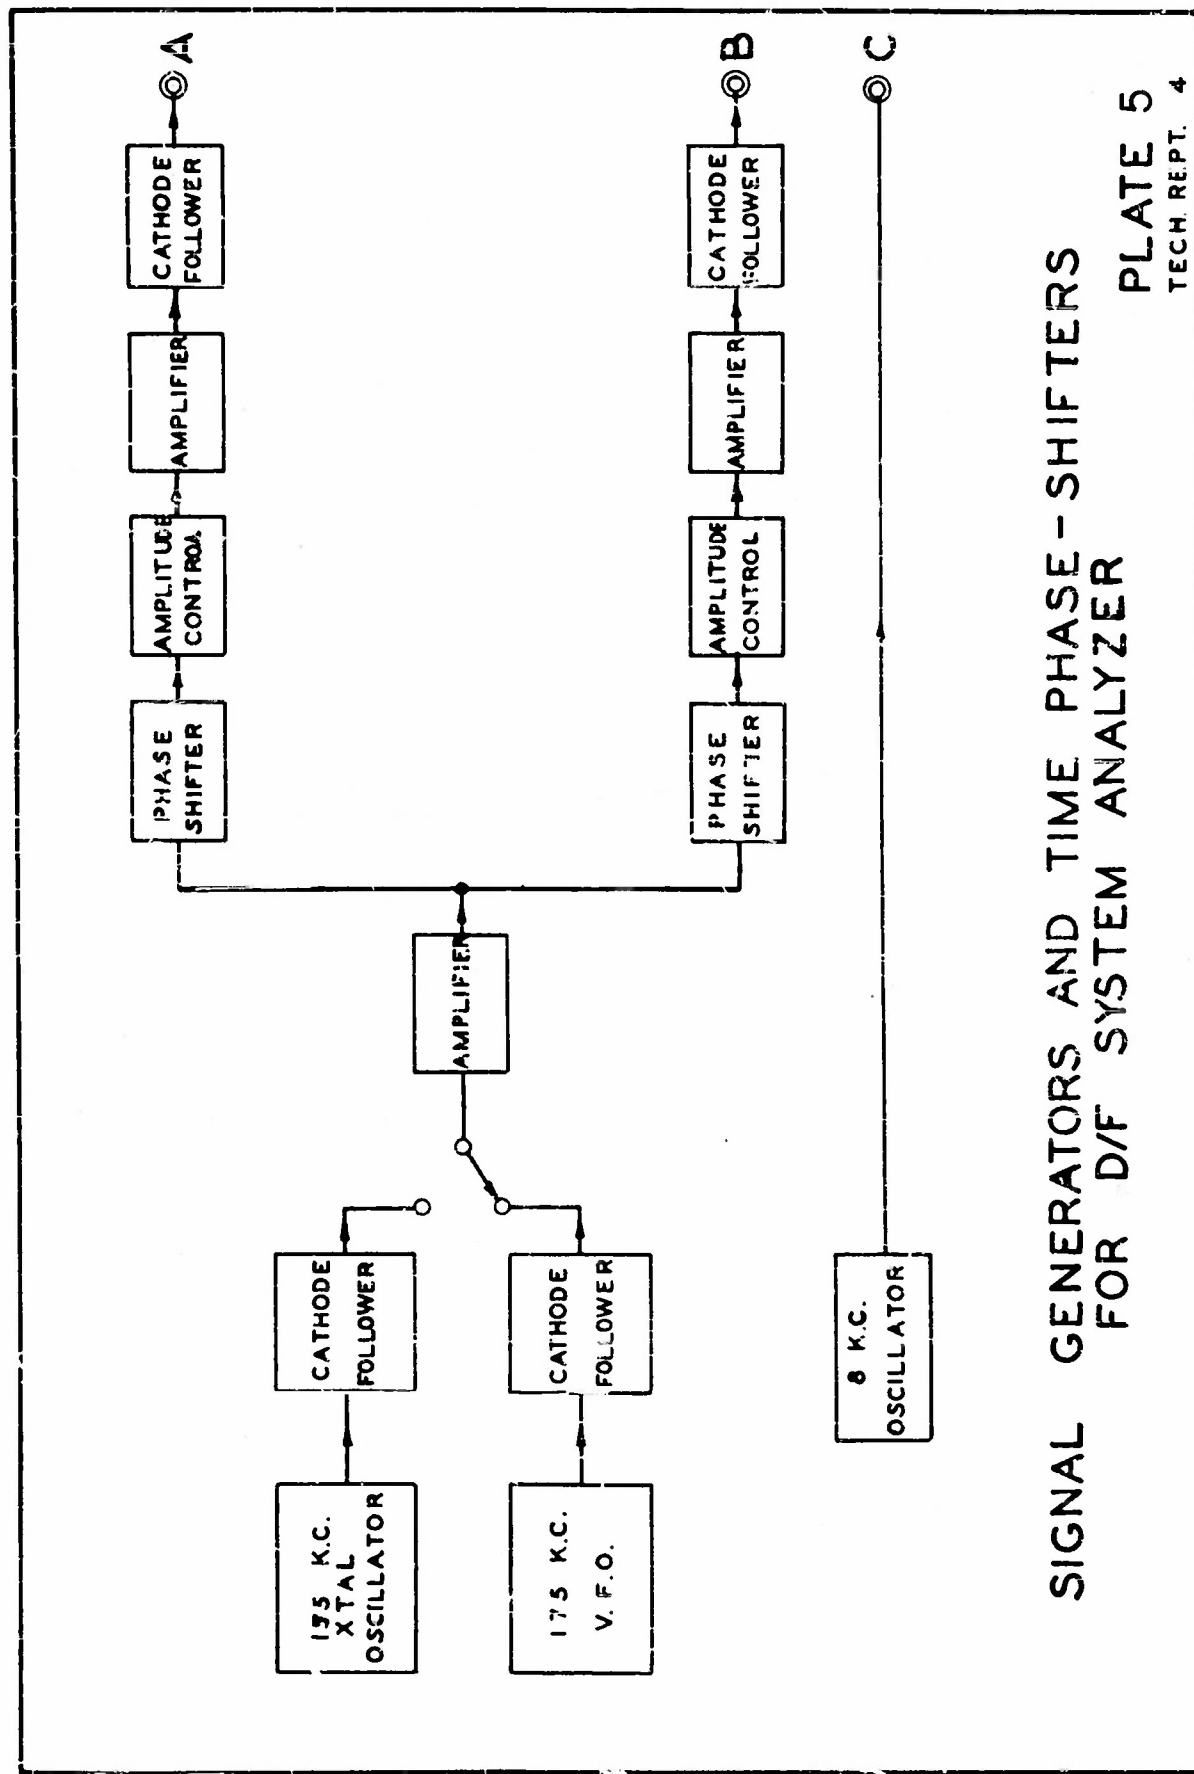 K.C.
XTAL
OSCILLATOR
CATHODE
FOLLOWER
175 K.C.
V.F.O.
CATHODE
FOLLOWER
AMPLIFIER
PHASE
SHIFTER
AMPLITUDE
CONTROL
AMPLIFIER
CATHODE
FOLLOWER
A
PHASE
SHIFTER
AMPLITUDE
CONTROL
AMPLIFIER
CATHODE
FOLLOWER
B
8 K.C.
OSCILLATOR
C
SIGNAL GENERATORS AND TIME PHASE-SHIFTERS
FOR D/F SYSTEM ANALYZER
PLATE 5
TECH. REPT. 4